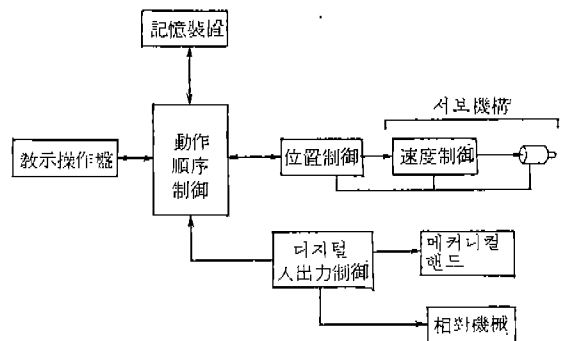 記憶裝置
서보機構
敎示操作盤
動作
順序
制御
位置制御
速度制御
디지털
入出力制御
메커니컬
핸드
相對機械